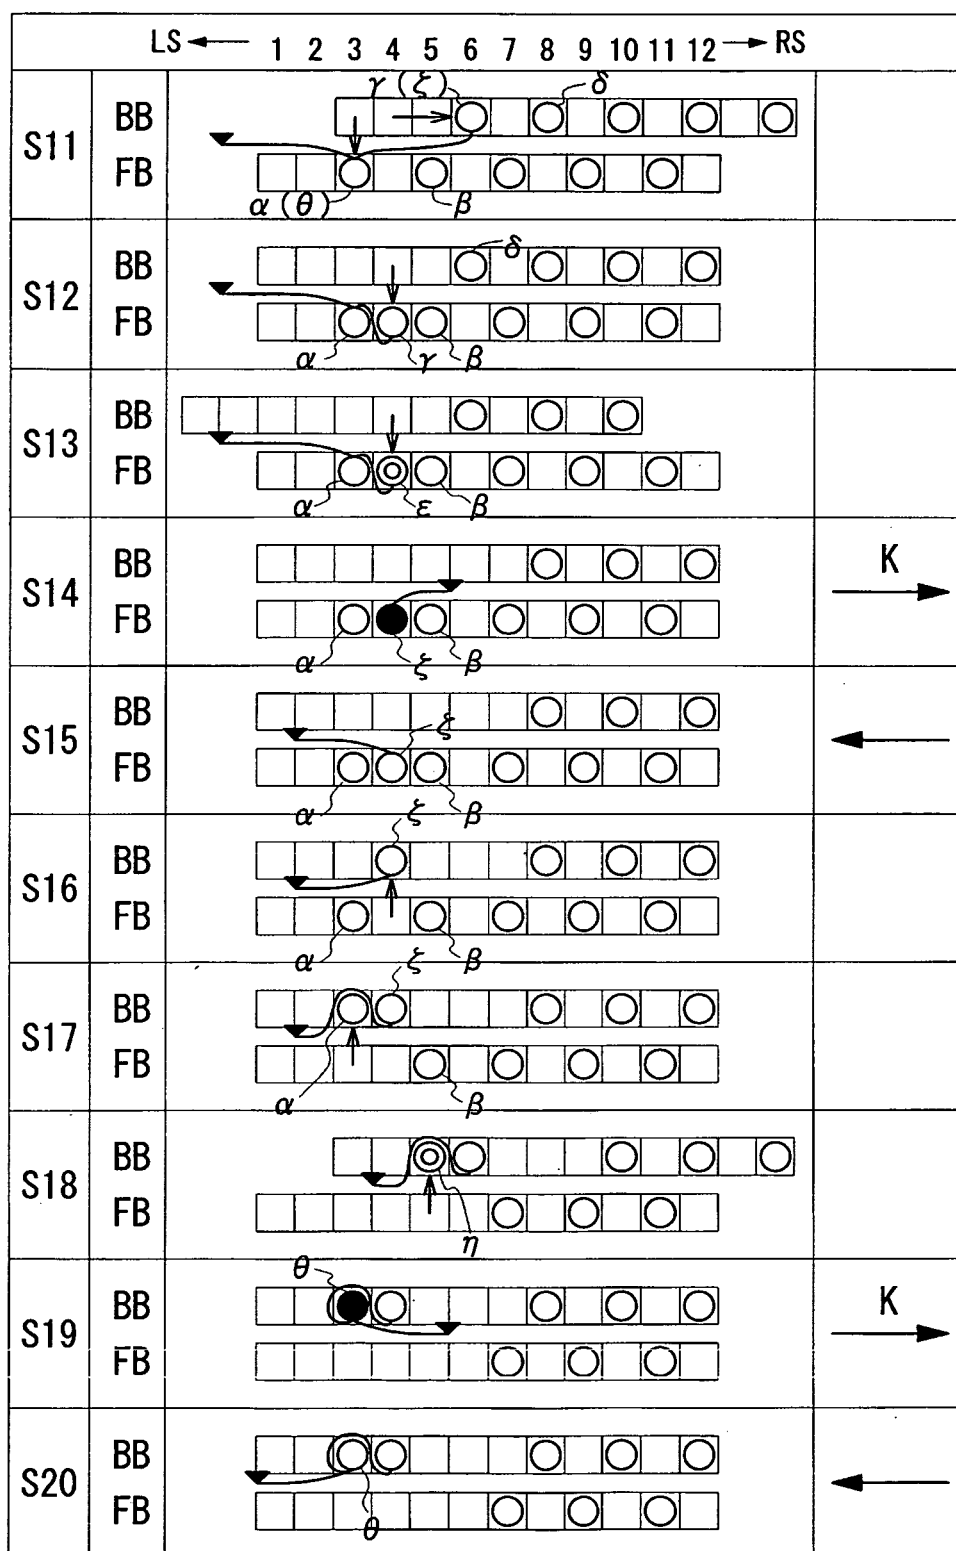 LS 1 2 3 4 5 6 7 8 9 10 11 12 RS
γ (ζ) δ
S11 BB
FB
α (θ) β
δ
S12 BB
FB
α γ β
S13 BB
FB
α ε β
S14 BB K
FB
α ζ β
S15 BB ζ
FB
α β
ζ
S16 BB
FB
α β
ζ
S17 BB
FB
α β
S18 BB
FB
η
θ
S19 BB K
FB
S20 BB
FB
θ